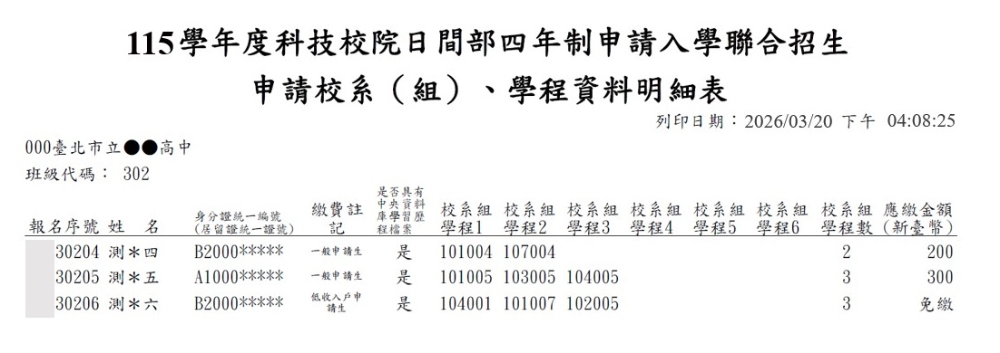 115學年度科技校院日間部四年制申請入學聯合招生
申請校系（組）、學程資料明細表
列印日期：2026/03/20 下午 04:08:25
000臺北市立●●高中
班級代碼： 302
報名序號 姓 名 身分證統一編號（居留證統一證號） 繳費註記 是否具有中央資料庫學習歷程檔案 校系組學程1 校系組學程2 校系組學程3 校系組學程4 校系組學程5 校系組學程6 校系組學程數 應繳金額（新臺幣）
30204 測＊四 B2000***** 一般申請生 是 101004 107004 2 200
30205 測＊五 A1000***** 一般申請生 是 101005 103005 104005 3 300
30206 測＊六 B2000***** 低收入戶申請生 是 104001 101007 102005 3 免繳